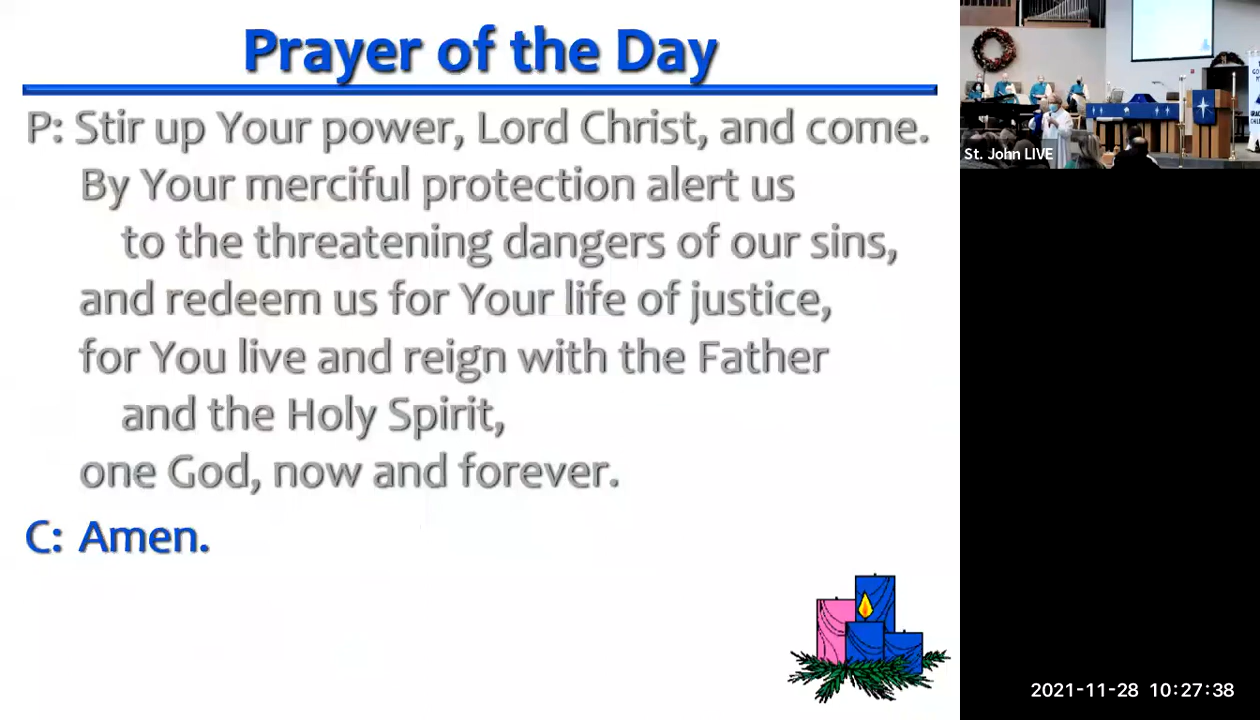 Prayer of the Day
P: Stir up Your power, Lord Christ, and come.
By Your merciful protection alert us
to the threatening dangers of our sins,
and redeem us for Your life of justice,
for You live and reign with the Father
and the Holy Spirit,
one God, now and forever.
C: Amen.
St. John LIVE
2021-11-28 10:27:38